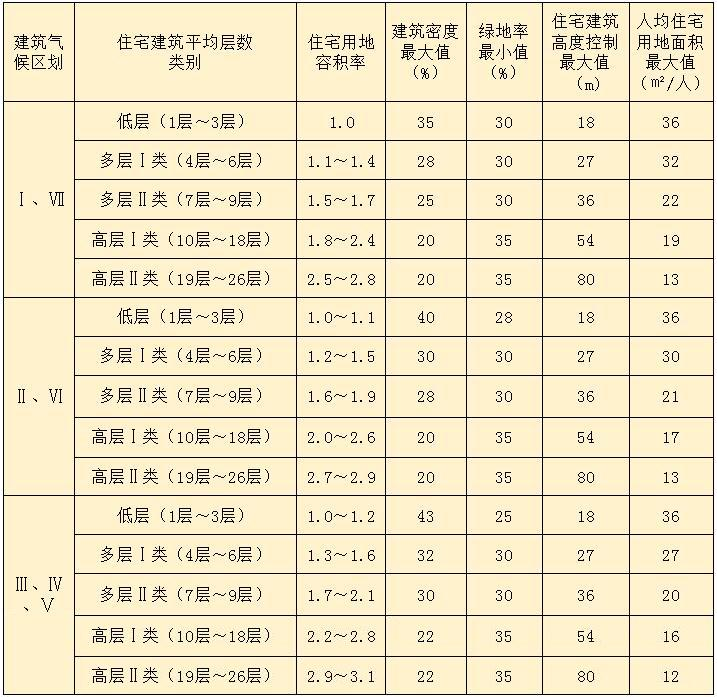 建筑气候区划 住宅建筑平均层数类别 住宅用地容积率 建筑密度最大值(%) 绿地率最小值(%) 住宅建筑高度控制最大值(m) 人均住宅用地面积最大值(㎡/人)
Ⅰ、Ⅶ
低层(1层～3层) 1.0 35 30 18 36
多层Ⅰ类(4层～6层) 1.1～1.4 28 30 27 32
多层Ⅱ类(7层～9层) 1.5～1.7 25 30 36 22
高层Ⅰ类(10层～18层) 1.8～2.4 20 35 54 19
高层Ⅱ类(19层～26层) 2.5～2.8 20 35 80 13
Ⅱ、Ⅵ
低层(1层～3层) 1.0～1.1 40 28 18 36
多层Ⅰ类(4层～6层) 1.2～1.5 30 30 27 30
多层Ⅱ类(7层～9层) 1.6～1.9 28 30 36 21
高层Ⅰ类(10层～18层) 2.0～2.6 20 35 54 17
高层Ⅱ类(19层～26层) 2.7～2.9 20 35 80 13
Ⅲ、Ⅳ、Ⅴ
低层(1层～3层) 1.0～1.2 43 25 18 36
多层Ⅰ类(4层～6层) 1.3～1.6 32 30 27 27
多层Ⅱ类(7层～9层) 1.7～2.1 30 30 36 20
高层Ⅰ类(10层～18层) 2.2～2.8 22 35 54 16
高层Ⅱ类(19层～26层) 2.9～3.1 22 35 80 12